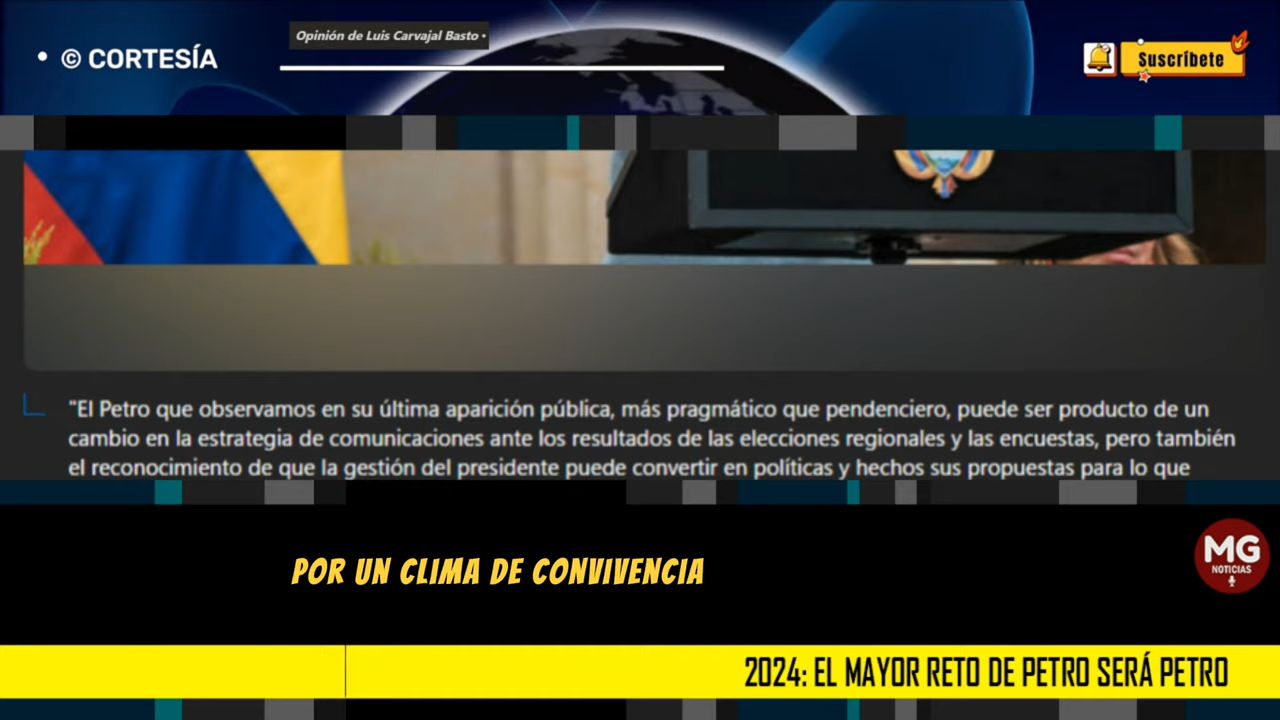 Opinión de Luis Carvajal Basto •
• © CORTESÍA
Suscríbete
"El Petro que observamos en su última aparición pública, más pragmático que pendenciero, puede ser producto de un
cambio en la estrategia de comunicaciones ante los resultados de las elecciones regionales y las encuestas, pero también
el reconocimiento de que la gestión del presidente puede convertir en políticas y hechos sus propuestas para lo que
POR UN CLIMA DE CONVIVENCIA
MG
NOTICIAS
2024: EL MAYOR RETO DE PETRO SERÁ PETRO